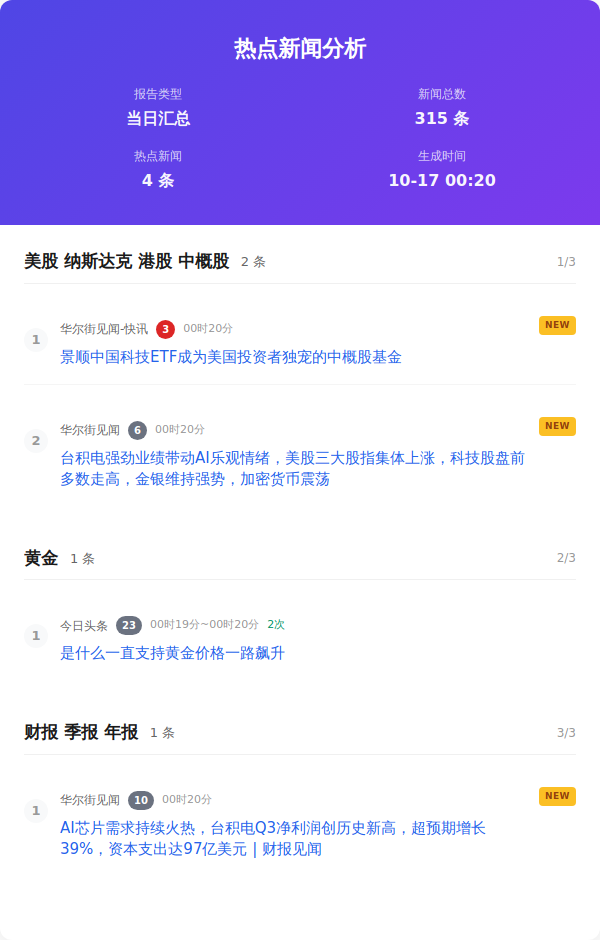 热点新闻分析
报告类型
新闻总数
当日汇总
315 条
热点新闻
生成时间
4 条
10-17 00:20
美股 纳斯达克 港股 中概股 2 条 1/3
1
华尔街见闻-快讯 3 00时20分 NEW
景顺中国科技ETF成为美国投资者独宠的中概股基金
2
华尔街见闻 6 00时20分 NEW
台积电强劲业绩带动AI乐观情绪，美股三大股指集体上涨，科技股盘前
多数走高，金银维持强势，加密货币震荡
黄金 1 条 2/3
1
今日头条 23 00时19分~00时20分 2次
是什么一直支持黄金价格一路飙升
财报 季报 年报 1 条 3/3
1
华尔街见闻 10 00时20分 NEW
AI芯片需求持续火热，台积电Q3净利润创历史新高，超预期增长
39%，资本支出达97亿美元 | 财报见闻